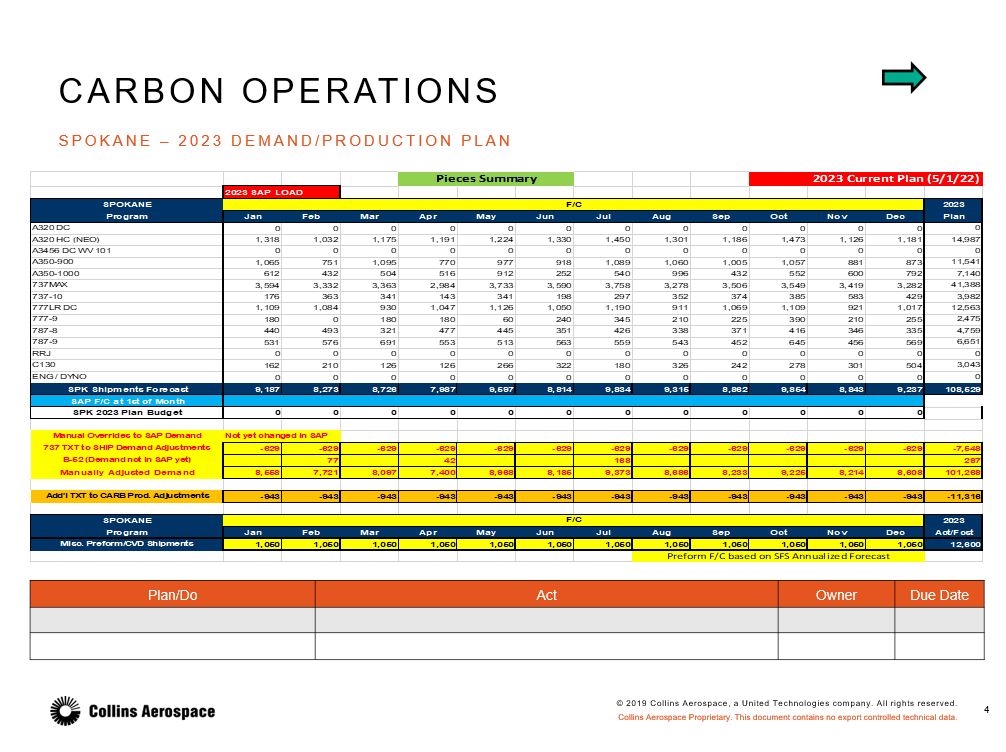 CARBON OPERATIONS
SPOKANE – 2023 DEMAND/PRODUCTION PLAN
Pieces Summary 2023 Current Plan (5/1/22)
2023 SAP LOAD
SPOKANE F/C 2023
Program Jan Feb Mar Apr May Jun Jul Aug Sep Oct Nov Dec Plan
A320 DC 0 0 0 0 0 0 0 0 0 0 0 0 0
A320 HC (NEO) 1,318 1,032 1,175 1,191 1,224 1,330 1,450 1,301 1,186 1,473 1,126 1,181 14,987
A3456 DC WV 101 0 0 0 0 0 0 0 0 0 0 0 0 0
A350-900 1,065 751 1,095 770 977 918 1,089 1,060 1,005 1,057 881 873 11,541
A350-1000 612 432 504 516 912 252 540 996 432 552 600 792 7,140
737MAX 3,594 3,332 3,363 2,984 3,733 3,590 3,758 3,278 3,506 3,549 3,419 3,282 41,388
737-10 176 363 341 143 341 198 297 352 374 385 583 429 3,982
777LR DC 1,109 1,084 930 1,047 1,126 1,050 1,190 911 1,069 1,109 921 1,017 12,563
777-9 180 180 180 60 240 345 210 225 390 210 255 2,475
787-8 440 493 321 477 445 351 426 338 371 416 346 335 4,759
787-9 531 576 691 553 513 563 559 543 452 645 456 569 6,651
RRJ 0 0 0 0 0 0 0 0 0 0 0 0 0
C130 162 210 126 126 266 322 180 326 242 278 301 504 3,043
ENG / DYNO 0 0 0 0 0 0 0 0 0 0 0 0 0
SPK Shipments Forecast 9,187 8,273 8,726 7,987 9,597 8,814 9,834 9,315 8,862 9,854 8,843 9,237 108,529
SAP F/C at 1st of Month
SPK 2023 Plan Budget 0 0 0 0 0 0 0 0 0 0 0 0
Manual Overrides to SAP Demand Not yet changed in SAP
737 TXT to SHIP Demand Adjustments -629 -629 -629 -629 -629 -629 -629 -629 -629 -629 -629 -629 -7,548
B-52 (Demand not in SAP yet) 77 42 168 287
Manually Adjusted Demand 8,558 7,721 8,097 7,400 8,968 8,185 9,373 8,686 8,233 9,225 8,214 8,608 101,268
Add'l TXT to CARB Prod. Adjustments -943 -943 -943 -943 -943 -943 -943 -943 -943 -943 -943 -943 -11,316
SPOKANE F/C 2023
Program Jan Feb Mar Apr May Jun Jul Aug Sep Oct Nov Dec Act/Fcst
Misc. Preform/CVD Shipments 1,050 1,050 1,050 1,050 1,050 1,050 1,050 1,050 1,050 1,050 1,050 1,050 12,600
Preform F/C based on SFS Annualized Forecast
Plan/Do Act Owner Due Date
Collins Aerospace
© 2019 Collins Aerospace, a United Technologies company. All rights reserved.
Collins Aerospace Proprietary. This document contains no export controlled technical data.
4